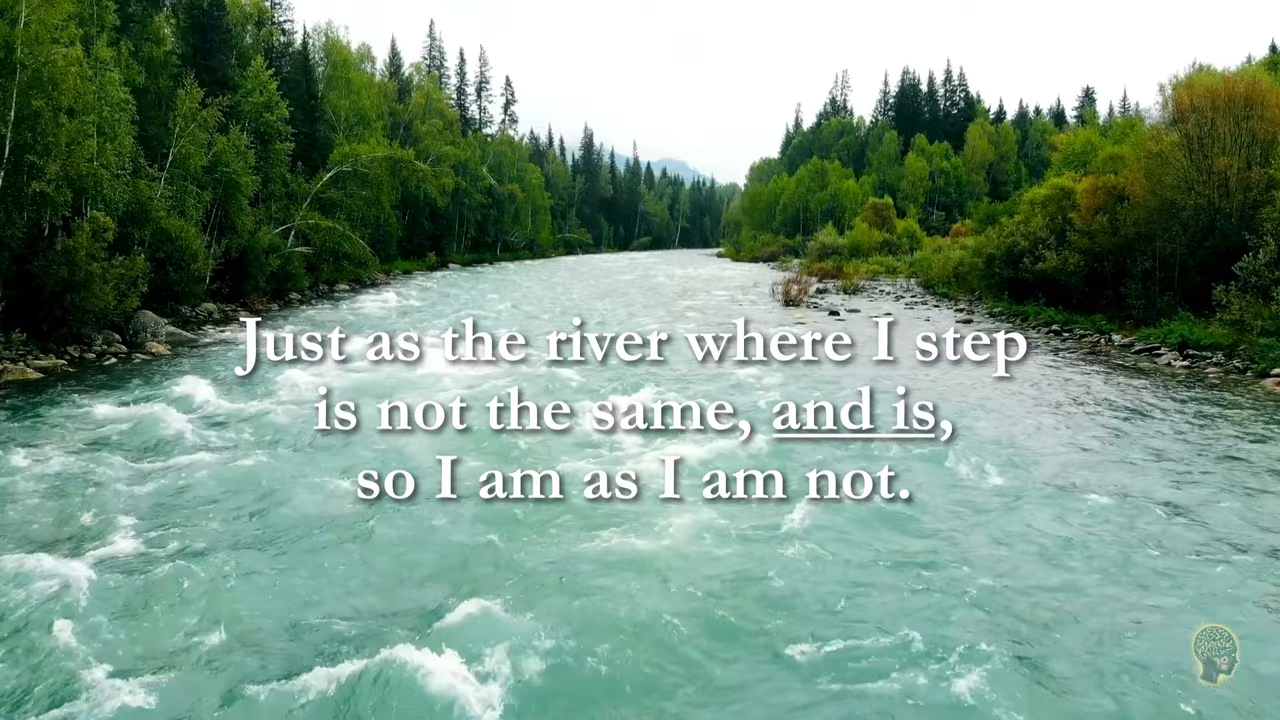 Just as the river where I step
is not the same, and is,
so I am as I am not.